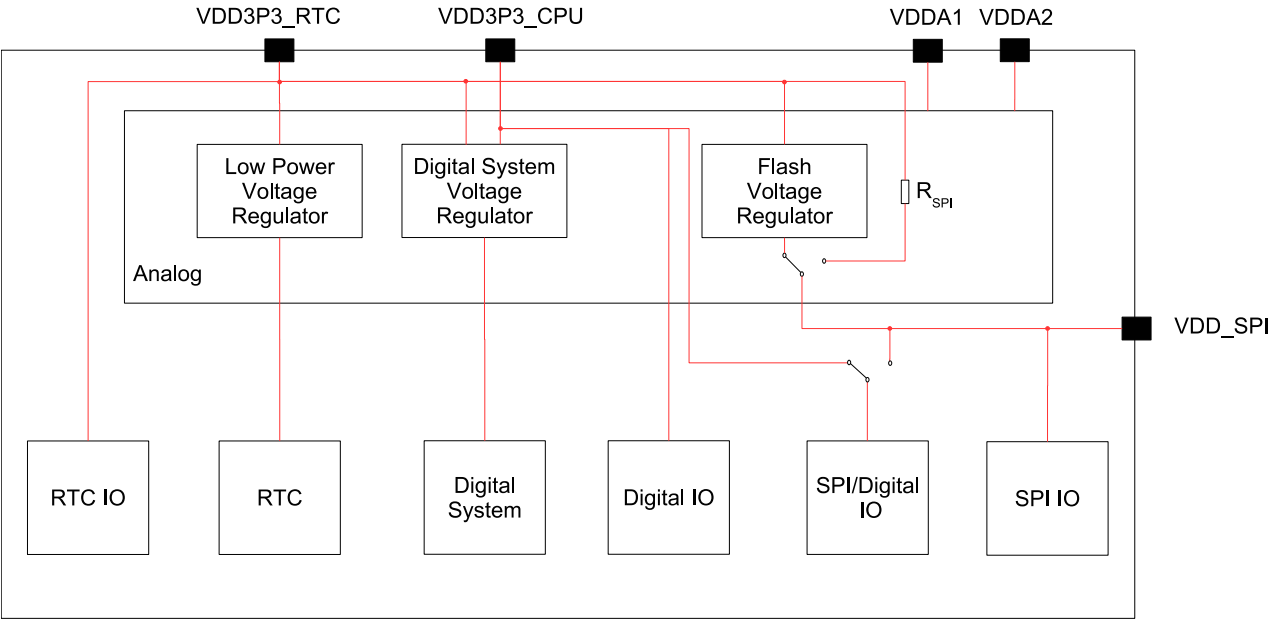 VDD3P3_RTC
VDD3P3_CPU
VDDA1
VDDA2
Low Power
Voltage
Regulator
Digital System
Voltage
Regulator
Flash
Voltage
Regulator
RSPI
Analog
VDD_SPI
RTC IO
RTC
Digital
System
Digital IO
SPI/Digital
IO
SPI IO